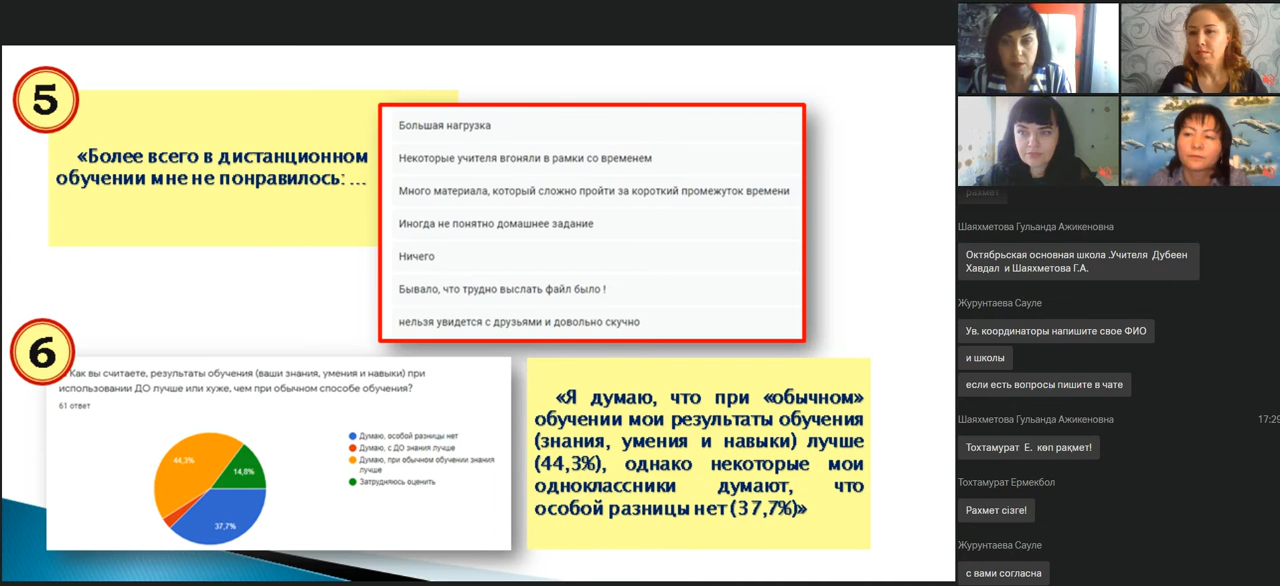 5
«Более всего в дистанционном
обучении мне не понравилось: ...
Большая нагрузка
Некоторые учителя вгоняли в рамки со временем
Много материала, который сложно пройти за короткий промежуток времени
Иногда не понятно домашнее задание
Ничего
Бывало, что трудно выслать файл было !
нельзя увидется с друзьями и довольно скучно
6
Как вы считаете, результаты обучения (ваши знания, умения и навыки) при
использовании ДО лучше или хуже, чем при обычном способе обучения?
61 ответ
44,3%
14,8%
37,7%
Думаю, особой разницы нет
Думаю, с ДО знания лучше
Думаю, при обычном обучении знания
лучше
Затрудняюсь оценить
«Я думаю, что при «обычном»
обучении мои результаты обучения
(знания, умения и навыки) лучше
(44,3%), однако некоторые мои
одноклассники думают, что
особой разницы нет (37,7%)»
рахмет
Шаяхметова Гульанда Ажикеновна
Октябрьская основная школа .Учителя Дубеен
Хавдал и Шаяхметова Г.А.
Журунтаева Сауле
Ув. координаторы напишите свое ФИО
и школы
если есть вопросы пишите в чате
Шаяхметова Гульанда Ажикеновна
17:29
Тохтамурат Е. көп рақмет!
Тохтамурат Ермекбол
Рахмет сізге!
Журунтаева Сауле
с вами согласна